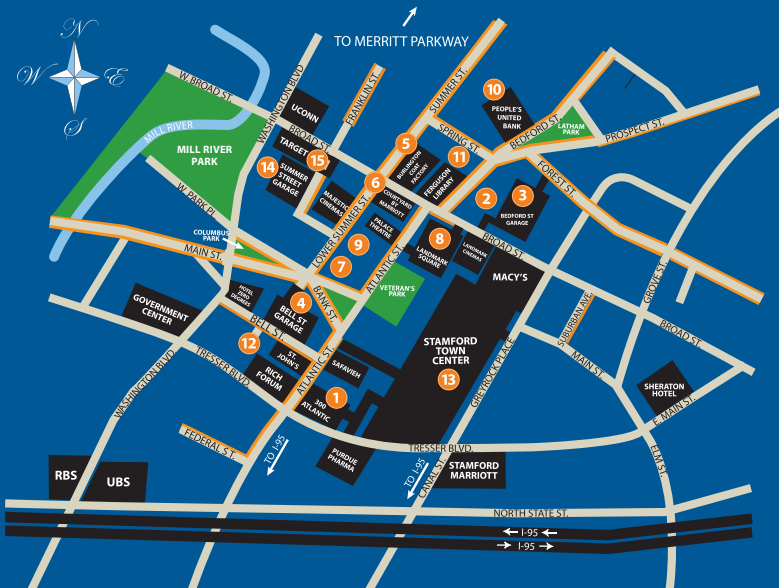 N
W
E
S
TO MERRITT PARKWAY
W. BROAD ST.
MILL RIVER
MILL RIVER
PARK
W. PARK PL.
WASHINGTON BLVD
UCONN
BROAD ST.
FRANKLIN ST.
SUMMER ST.
SPRING ST.
10
PEOPLE'S
UNITED
BANK
BEDFORD ST.
LATHAM
PARK
PROSPECT ST.
FOREST ST.
TARGET
15
14
SUMMER
STREET
GARAGE
MAJESTIC
CINEMAS
5
BURLINGTON
COAT
FACTORY
11
FERGUSON
LIBRARY
6
COURTYARD
BY
MARRIOTT
2
3
BEDFORD ST
GARAGE
PALACE
THEATRE
LOWER SUMMER ST.
9
7
8
LANDMARK
SQUARE
LANDMARK
CINEMAS
BROAD ST.
MACY'S
COLUMBUS
PARK
MAIN ST.
ATLANTIC ST.
VETERAN'S
PARK
HOTEL
ZERO
DEGREES
4
BELL ST
GARAGE
BANK ST.
BELL ST.
GOVERNMENT
CENTER
12
ST.
JOHN'S
RICH
FORUM
SAFAVIEH
ATLANTIC ST.
1
300
ATLANTIC
STAMFORD
TOWN
CENTER
13
GREYROCK PLACE
SUBURBAN AVE.
MAIN ST.
GROVE ST.
BROAD ST.
SHERATON
HOTEL
E. MAIN ST.
ELM ST.
TRESSER BLVD.
WASHINGTON BLVD.
FEDERAL ST.
TO I-95
PURDUE
PHARMA
TRESSER BLVD.
TO I-95
CANAL ST.
STAMFORD
MARRIOTT
RBS
UBS
NORTH STATE ST.
I-95
I-95